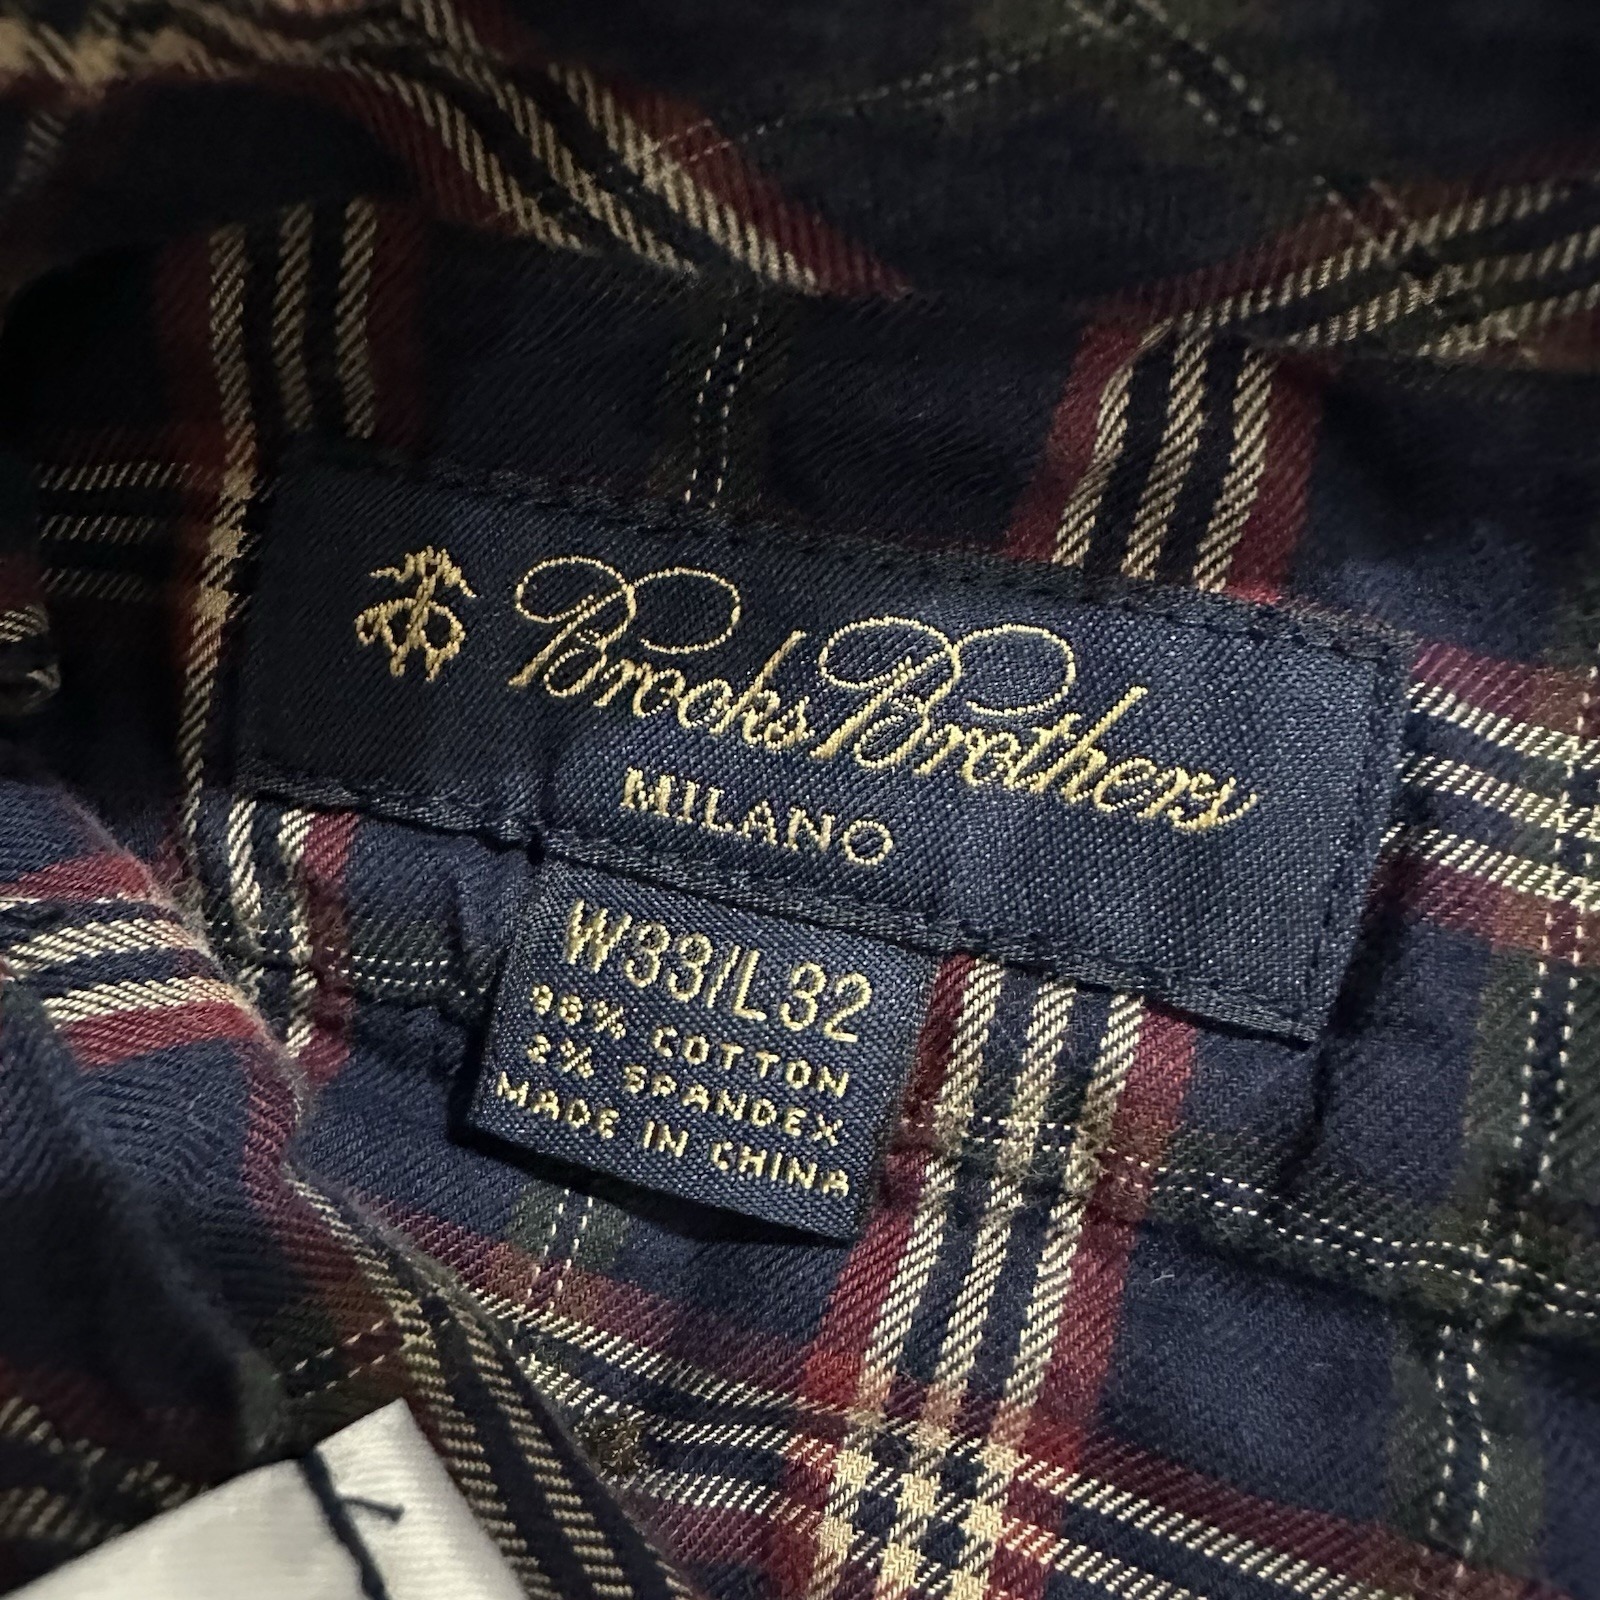 Brooks Brothers
MILANO
W33/L32
98% COTTON
2% SPANDEX
MADE IN CHINA